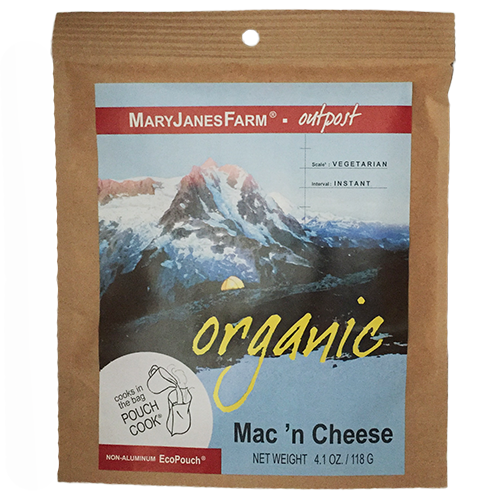 MARYJANESFARM® · outpost
Scale¹ : VEGETARIAN
Interval : INSTANT
organic
cooks in
the bag
POUCH
COOK®
Mac 'n Cheese
NET WEIGHT 4.1 OZ. / 118 G
NON-ALUMINUM EcoPouch®